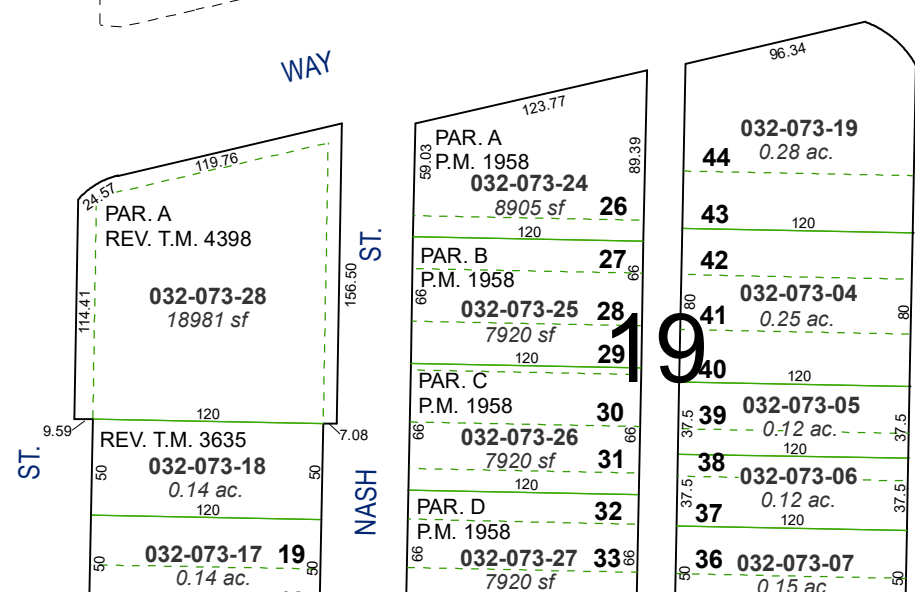 WAY
96.34
123.77
119.76
24.57
PAR. A
REV. T.M. 4398
032-073-28
18981 sf
114.41
156.50
120
9.59
7.08
ST.
REV. T.M. 3635
032-073-18
0.14 ac.
50
50
120
032-073-17
19
0.14 ac.
50
50
ST.
NASH
PAR. A
P.M. 1958
032-073-24
8905 sf
26
59.03
89.39
120
PAR. B
P.M. 1958
27
66
66
032-073-25
28
7920 sf
29
120
19
PAR. C
P.M. 1958
30
66
66
032-073-26
7920 sf
31
120
PAR. D
P.M. 1958
32
032-073-27
33
66
66
7920 sf
032-073-19
0.28 ac.
44
43
120
42
032-073-04
0.25 ac.
80
80
41
40
120
39
032-073-05
0.12 ac.
37.5
37.5
120
38
032-073-06
0.12 ac.
37.5
37.5
37
120
36
032-073-07
0.15 ac.
50
50